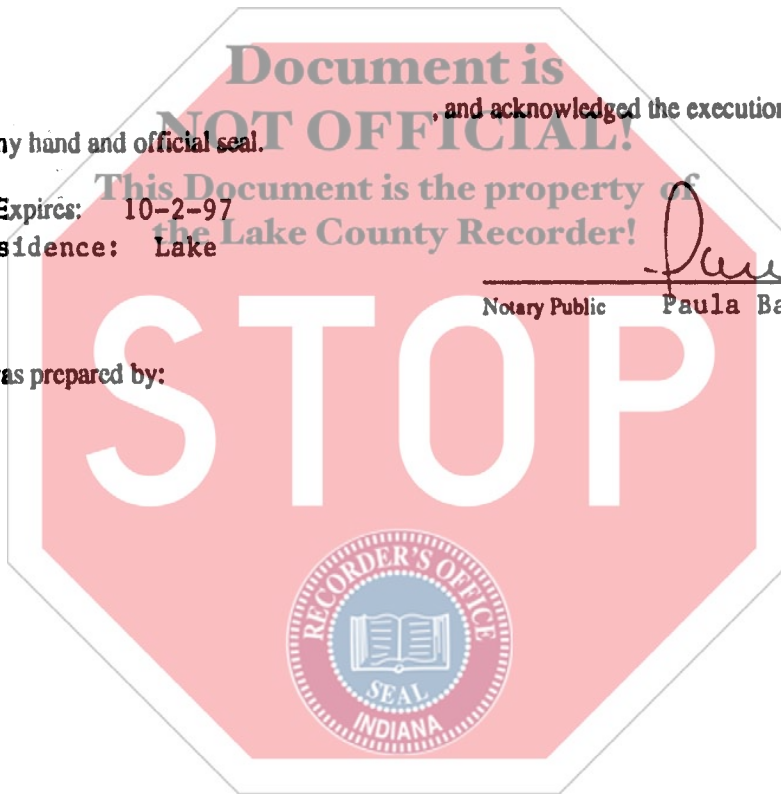 Document is
, and acknowledged the execution
NOT OFFICIAL!
ny hand and official seal.
This Document is the property of
Expires: 10-2-97
the Lake County Recorder!
sidence: Lake
Notary Public Paula Ba
as prepared by:
STOP
RECORDER'S OFFICE
SEAL
INDIANA